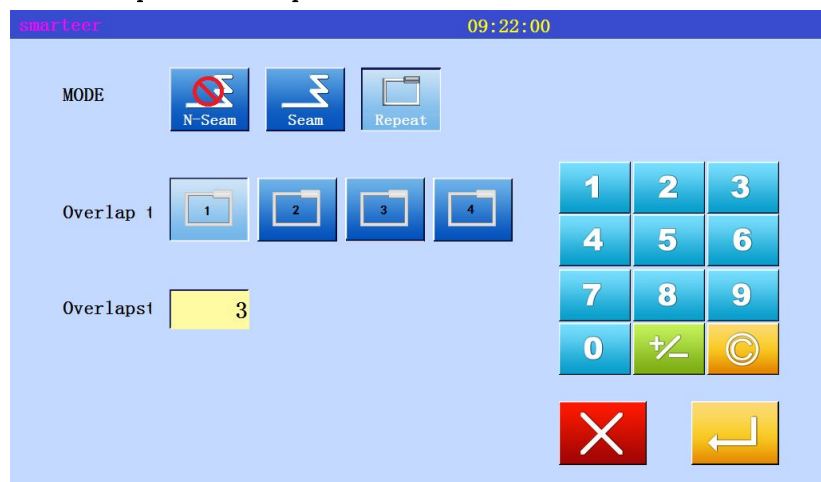 smarteer 09:22:00
MODE N-Seam Seam Repeat
1 2 3
Overlap t 1 2 3 4
4 5 6
Overlapst 3
7 8 9
0 +/- ©